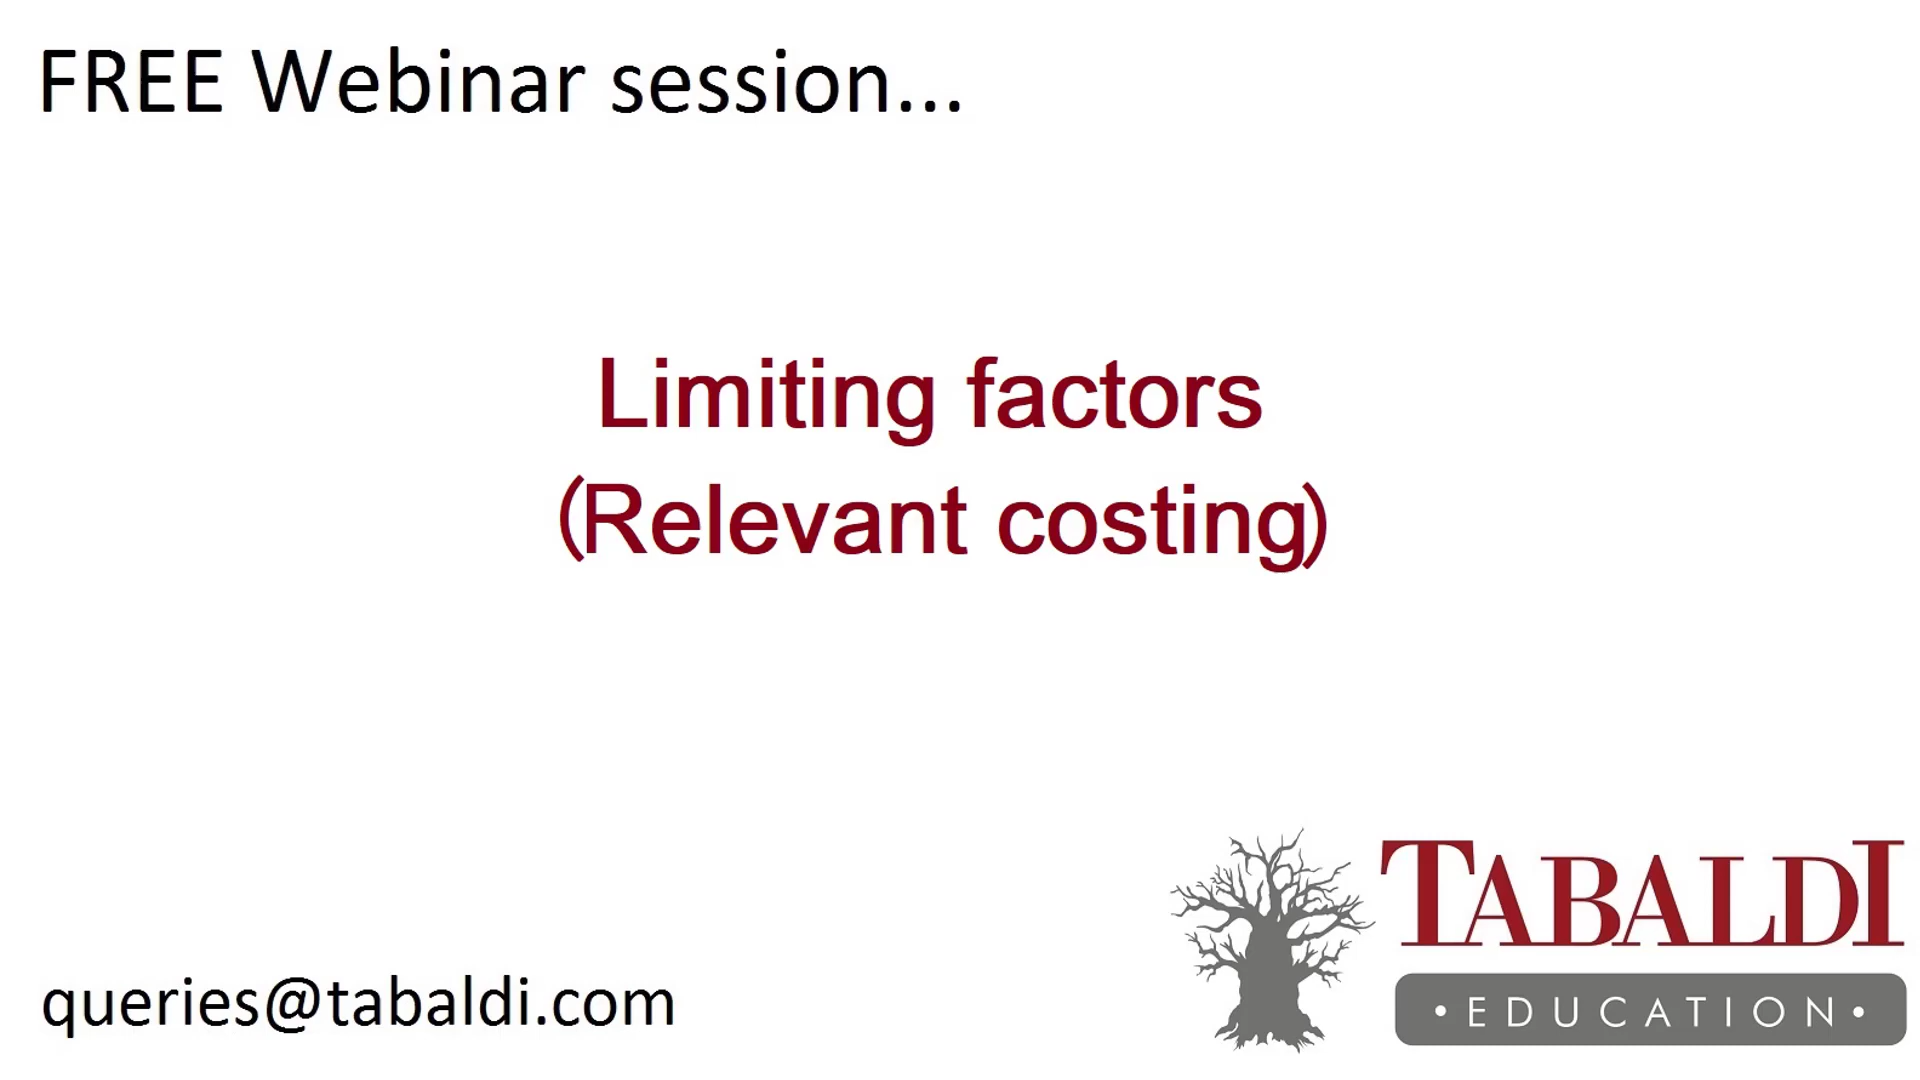 FREE Webinar session...
Limiting factors
(Relevant costing)
queries@tabaldi.com
TABALDI
• EDUCATION •